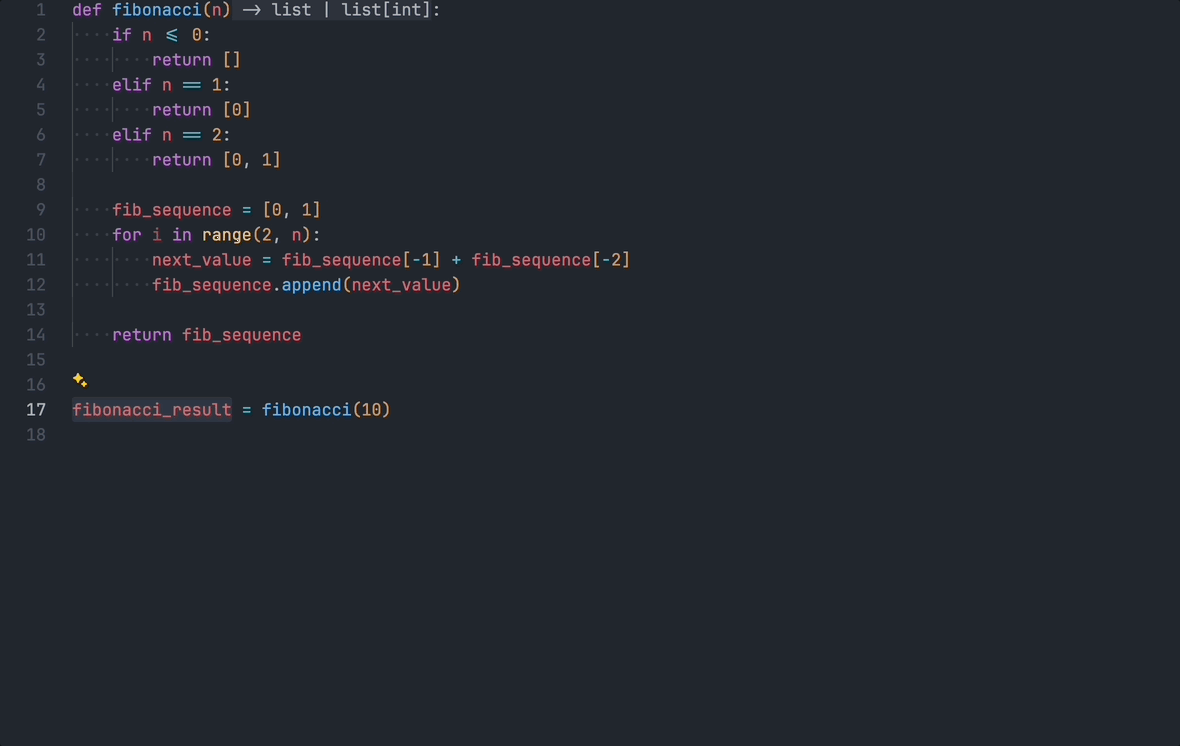 1 def fibonacci(n) -> list | list[int]:
2 ····if n <= 0:
3 ········return []
4 ····elif n == 1:
5 ········return [0]
6 ····elif n == 2:
7 ········return [0, 1]
8
9 ····fib_sequence = [0, 1]
10 ····for i in range(2, n):
11 ········next_value = fib_sequence[-1] + fib_sequence[-2]
12 ········fib_sequence.append(next_value)
13
14 ····return fib_sequence
15
16
17 fibonacci_result = fibonacci(10)
18